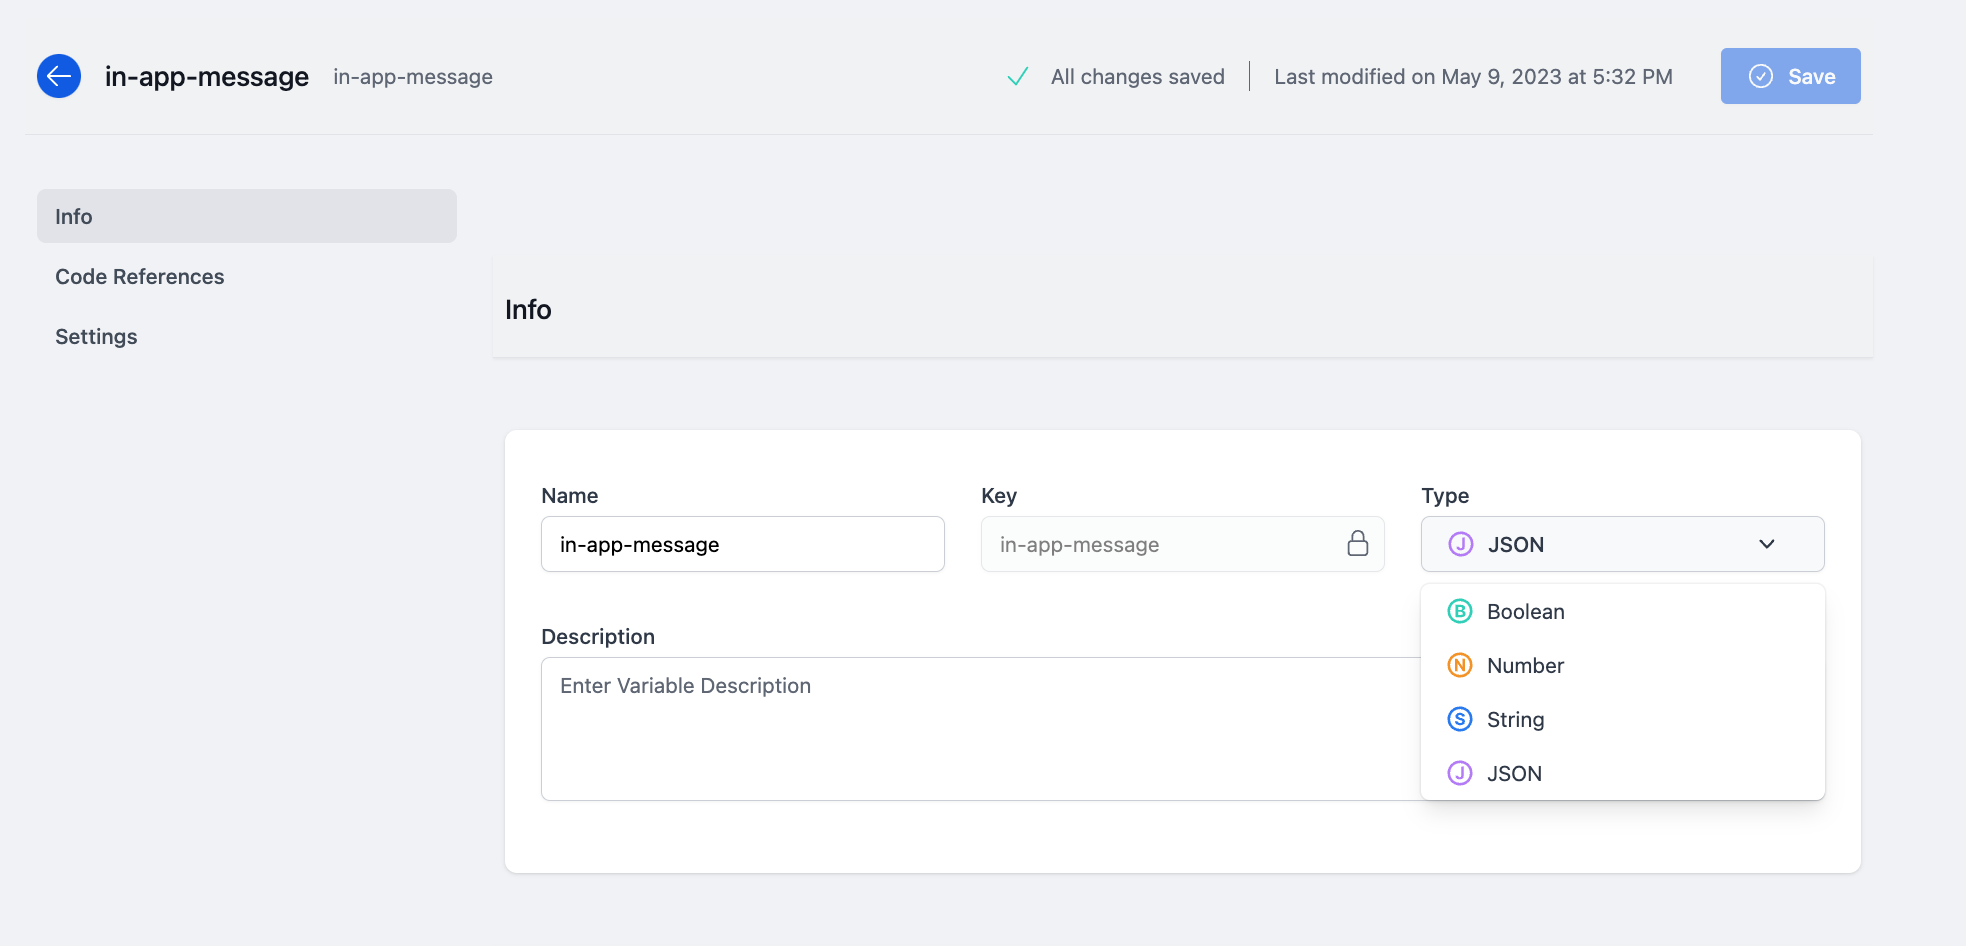 in-app-message in-app-message All changes saved Last modified on May 9, 2023 at 5:32 PM Save
Info
Code References
Settings
Info
Name Key Type
in-app-message in-app-message J JSON
B Boolean
Description
N Number
Enter Variable Description
S String
J JSON